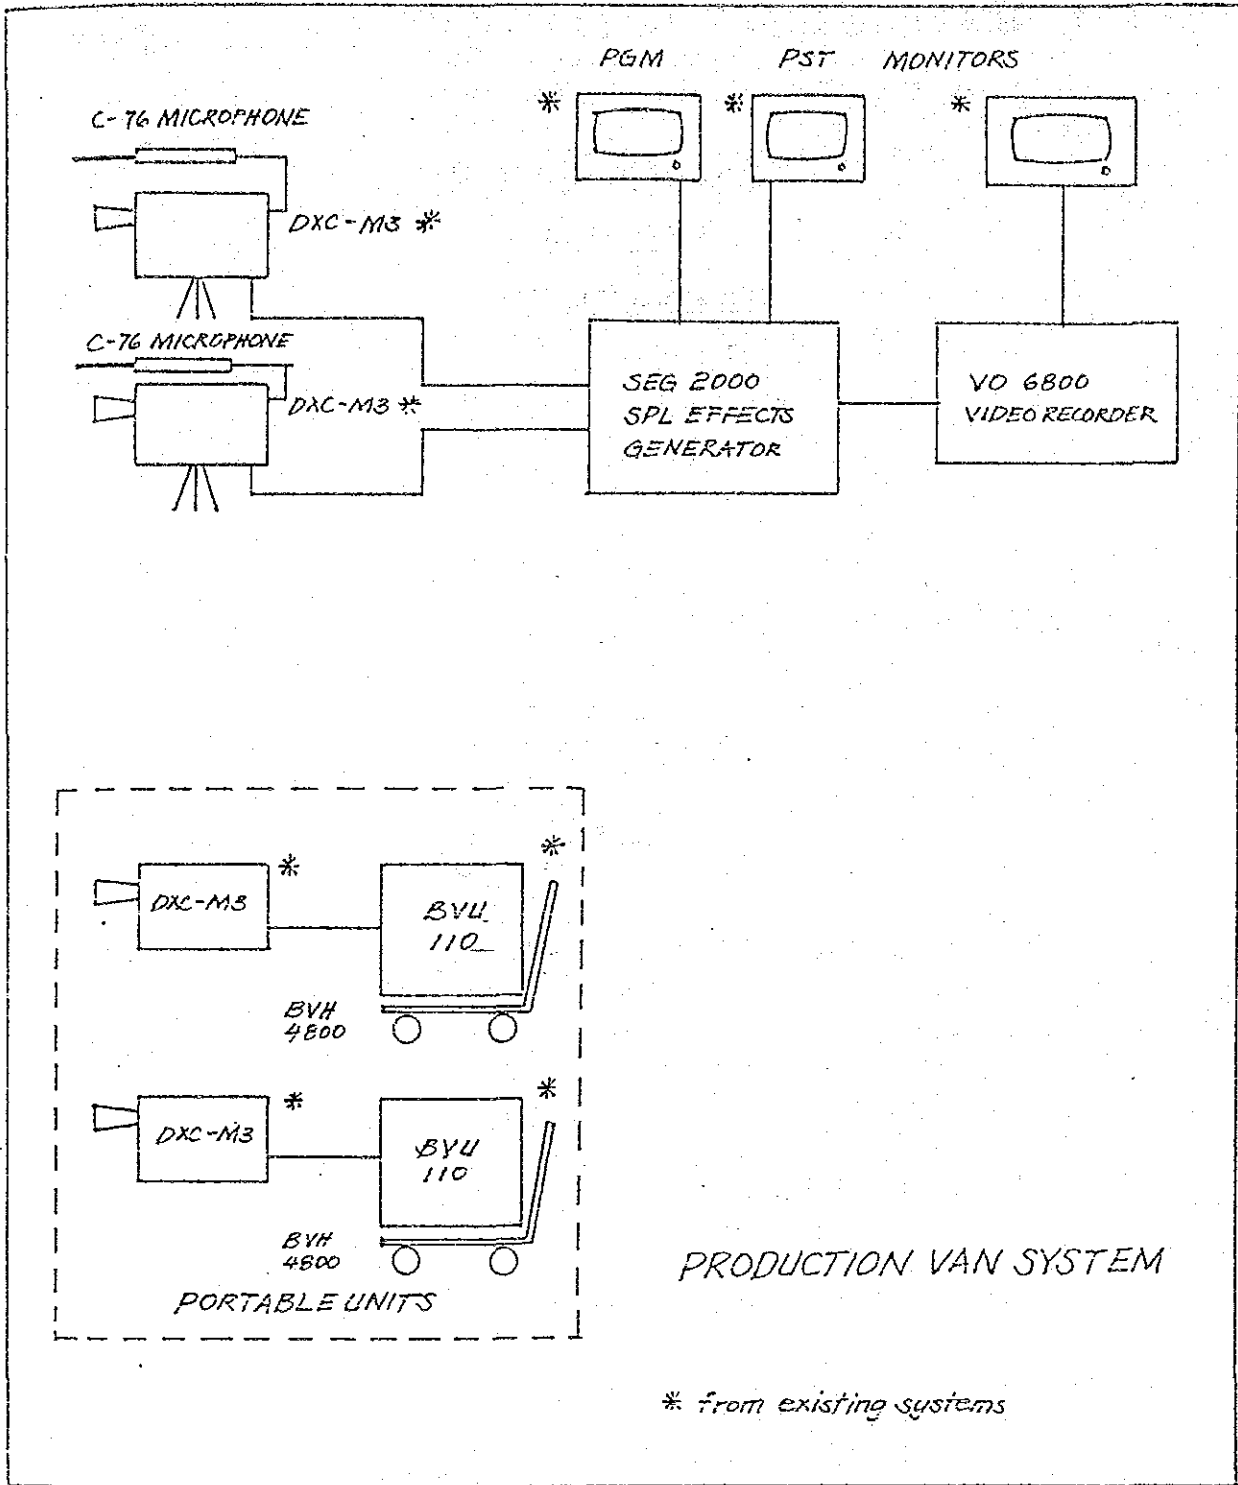 PGM PST MONITORS
* * *
C-76 MICROPHONE
DXC-M3 *
C-76 MICROPHONE
DXC-M3 *
SEG 2000
SPL EFFECTS
GENERATOR
VO 6800
VIDEO RECORDER
* *
DXC-M3
BVU
110
BVH
4800
* *
DXC-M3
BVU
110
BVH
4800
PORTABLE UNITS
PRODUCTION VAN SYSTEM
* from existing systems